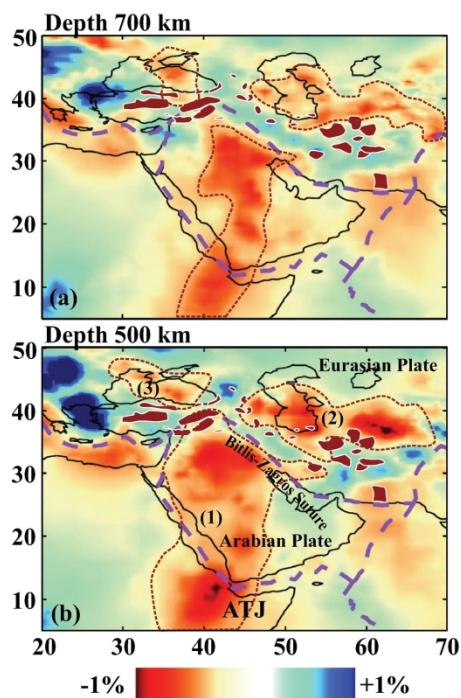 Depth 700 km
50
40
30
20
10
(a)
Depth 500 km
50
40
30
20
10
Eurasian Plate
(3)
(2)
Bitlis-Zagros Suture
(1)
Arabian Plate
ATJ
(b)
20 30 40 50 60 70
-1% +1%